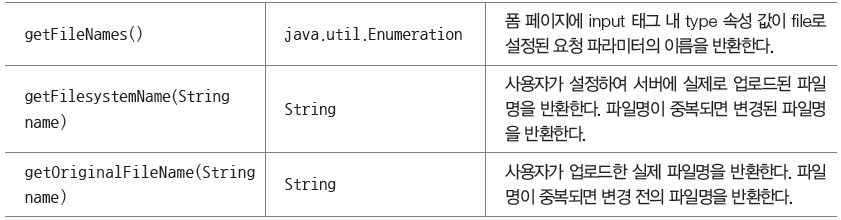 getFileNames()
java.util.Enumeration
폼 페이지에 input 태그 내 type 속성 값이 file로
설정된 요청 파라미터의 이름을 반환한다.
getFilesystemName(String
name)
String
사용자가 설정하여 서버에 실제로 업로드된 파일
명을 반환한다. 파일명이 중복되면 변경된 파일명
을 반환한다.
getOriginalFileName(String
name)
String
사용자가 업로드한 실제 파일명을 반환한다. 파일
명이 중복되면 변경 전의 파일명을 반환한다.